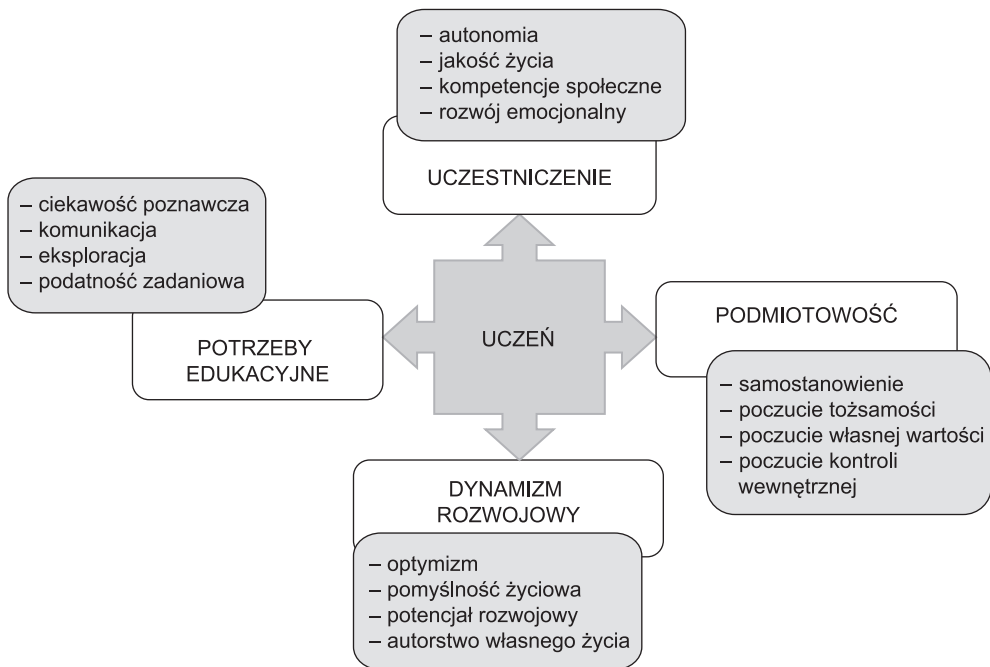 – autonomia
– jakość życia
– kompetencje społeczne
– rozwój emocjonalny
UCZESTNICZENIE
– ciekawość poznawcza
– komunikacja
– eksploracja
– podatność zadaniowa
POTRZEBY
EDUKACYJNE
UCZEŃ
PODMIOTOWOŚĆ
– samostanowienie
– poczucie tożsamości
– poczucie własnej wartości
– poczucie kontroli
wewnętrznej
DYNAMIZM
ROZWOJOWY
– optymizm
– pomyślność życiowa
– potencjał rozwojowy
– autorstwo własnego życia